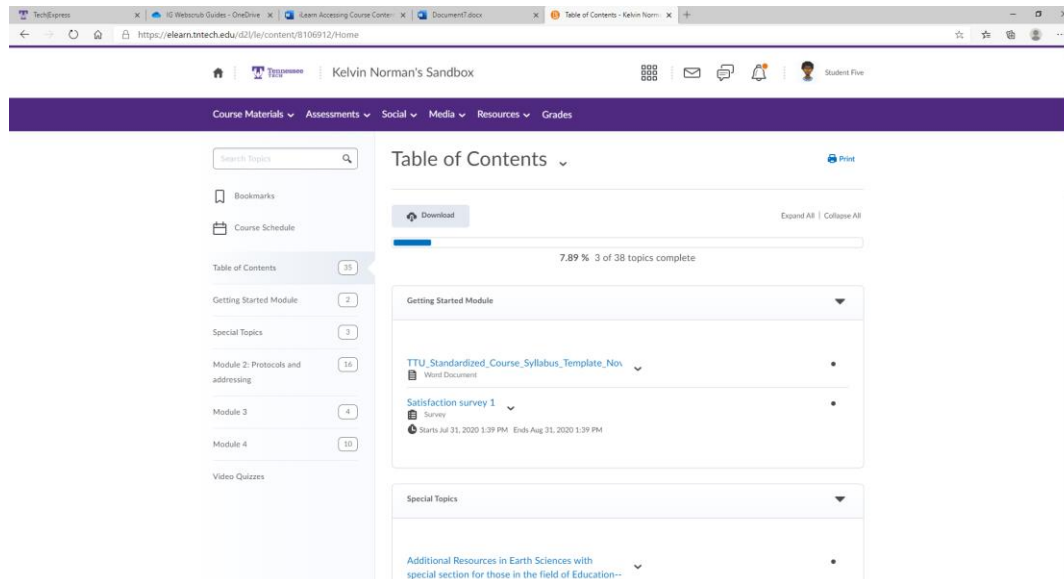 TechExpress
IG Webscrub Guides - OneDrive
iLearn Accessing Course Conten
Document7.docx
Table of Contents - Kelvin Norm
https://elearn.tntech.edu/d2l/le/content/8106912/Home
Tennessee
Tech
Kelvin Norman's Sandbox
Student Five
Course Materials
Assessments
Social
Media
Resources
Grades
Search Topics
Table of Contents
Print
Bookmarks
Course Schedule
Download
Expand All | Collapse All
7.89 % 3 of 38 topics complete
Table of Contents 35
Getting Started Module 2
Special Topics 3
Module 2: Protocols and
addressing
16
Module 3 4
Module 4 10
Video Quizzes
Getting Started Module
TTU_Standardized_Course_Syllabus_Template_Nov
Word Document
Satisfaction survey 1
Survey
Starts Jul 31, 2020 1:39 PM Ends Aug 31, 2020 1:39 PM
Special Topics
Additional Resources in Earth Sciences with
special section for those in the field of Education--